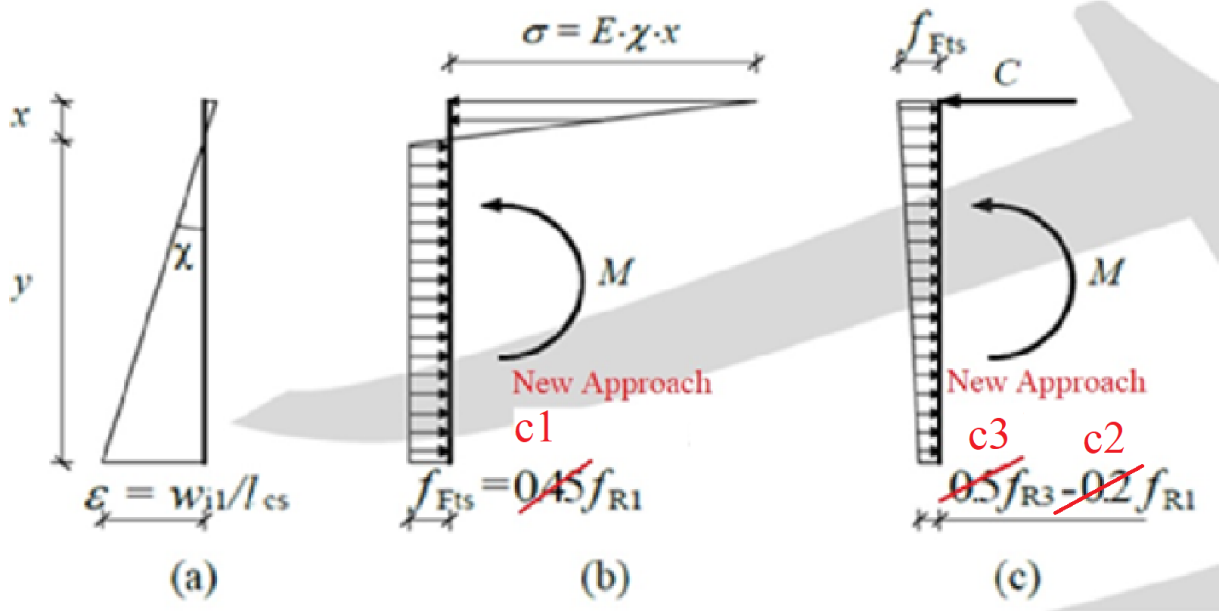 σ = E·χ·x
f_Fts
C
x
χ
y
M
M
New Approach
New Approach
c1
c3
c2
ε = w_i1/l_cs
f_Fts = 0.45 f_R1
0.5 f_R3 - 0.2 f_R1
(a)
(b)
(c)